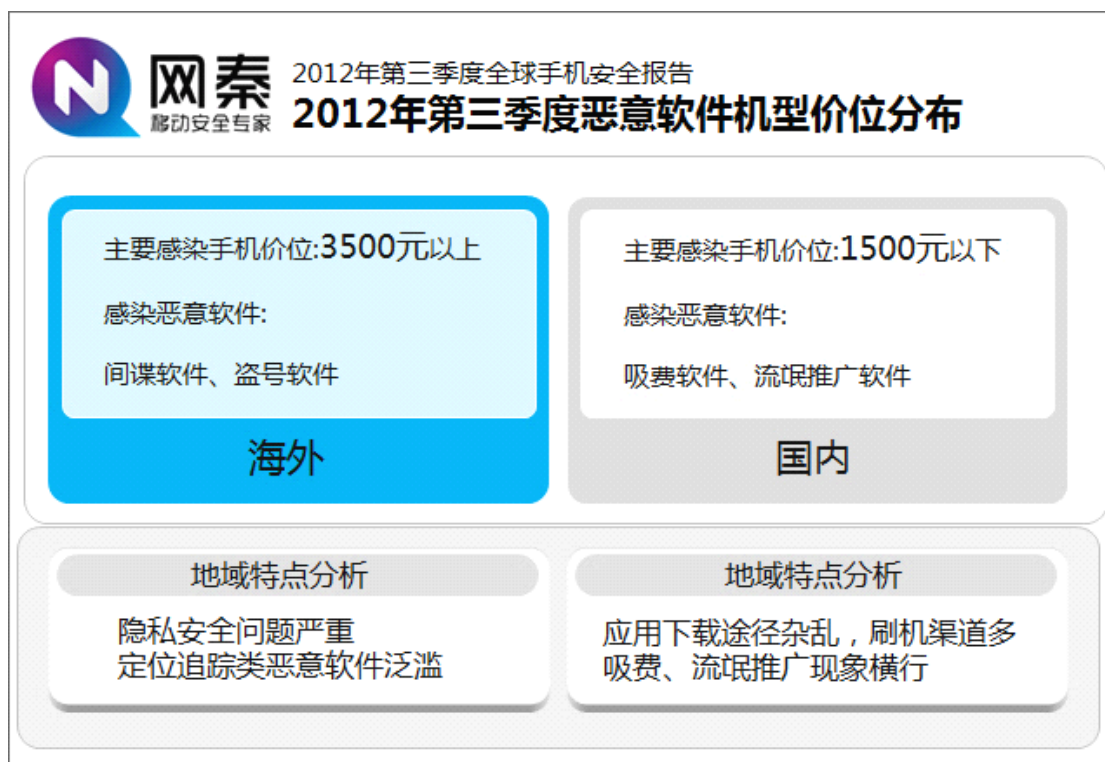 网秦
移动安全专家
2012年第三季度全球手机安全报告
2012年第三季度恶意软件机型价位分布
主要感染手机价位:3500元以上
感染恶意软件:
间谍软件、盗号软件
海外
主要感染手机价位:1500元以下
感染恶意软件:
吸费软件、流氓推广软件
国内
地域特点分析
隐私安全问题严重
定位追踪类恶意软件泛滥
地域特点分析
应用下载途径杂乱，刷机渠道多
吸费、流氓推广现象横行